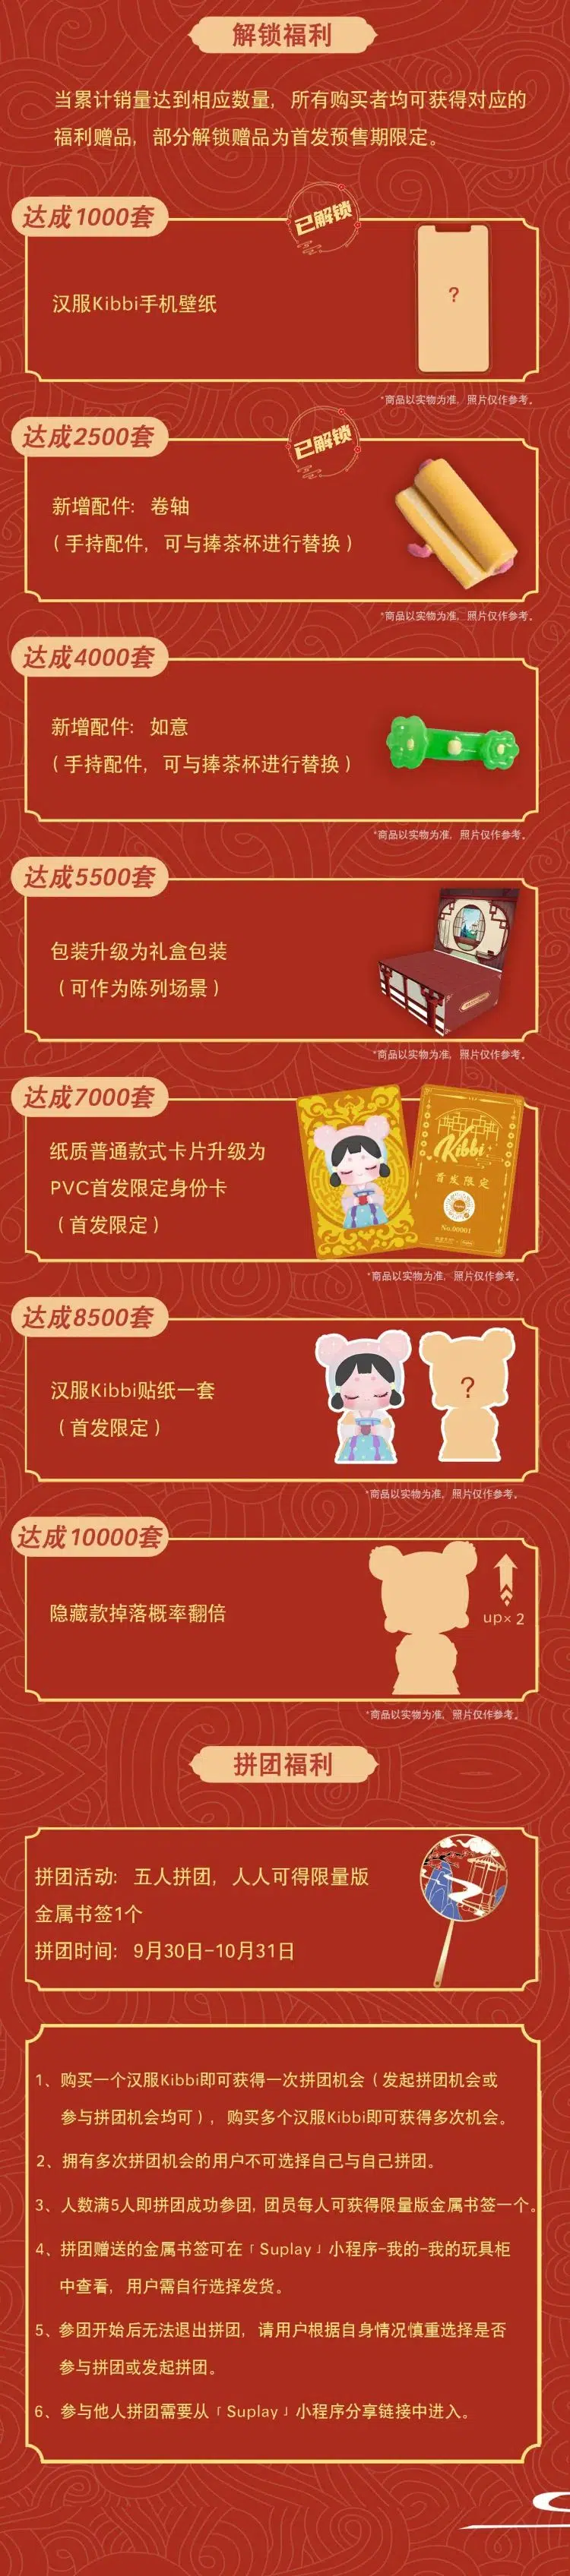 解锁福利
当累计销量达到相应数量，所有购买者均可获得对应的
福利赠品，部分解锁赠品为首发预售期限定。
达成1000套
已解锁
汉服Kibbi手机壁纸
?
*商品以实物为准，照片仅作参考。
达成2500套
已解锁
新增配件：卷轴
（手持配件，可与捧茶杯进行替换）
*商品以实物为准，照片仅作参考。
达成4000套
新增配件：如意
（手持配件，可与捧茶杯进行替换）
*商品以实物为准，照片仅作参考。
达成5500套
包装升级为礼盒包装
（可作为陈列场景）
*商品以实物为准，照片仅作参考。
达成7000套
纸质普通款式卡片升级为
PVC首发限定身份卡
（首发限定）
Kibbi
首发限定
No.00001
*商品以实物为准，照片仅作参考。
达成8500套
汉服Kibbi贴纸一套
（首发限定）
?
*商品以实物为准，照片仅作参考。
达成10000套
隐藏款掉落概率翻倍
up× 2
*商品以实物为准，照片仅作参考。
拼团福利
拼团活动：五人拼团，人人可得限量版
金属书签1个
拼团时间：9月30日-10月31日
1、购买一个汉服Kibbi即可获得一次拼团机会（发起拼团机会或
参与拼团机会均可），购买多个汉服Kibbi即可获得多次机会。
2、拥有多次拼团机会的用户不可选择自己与自己拼团。
3、人数满5人即拼团成功参团，团员每人可获得限量版金属书签一个。
4、拼团赠送的金属书签可在「Suplay」小程序-我的-我的玩具柜
中查看，用户需自行选择发货。
5、参团开始后无法退出拼团，请用户根据自身情况慎重选择是否
参与拼团或发起拼团。
6、参与他人拼团需要从「Suplay」小程序分享链接中进入。